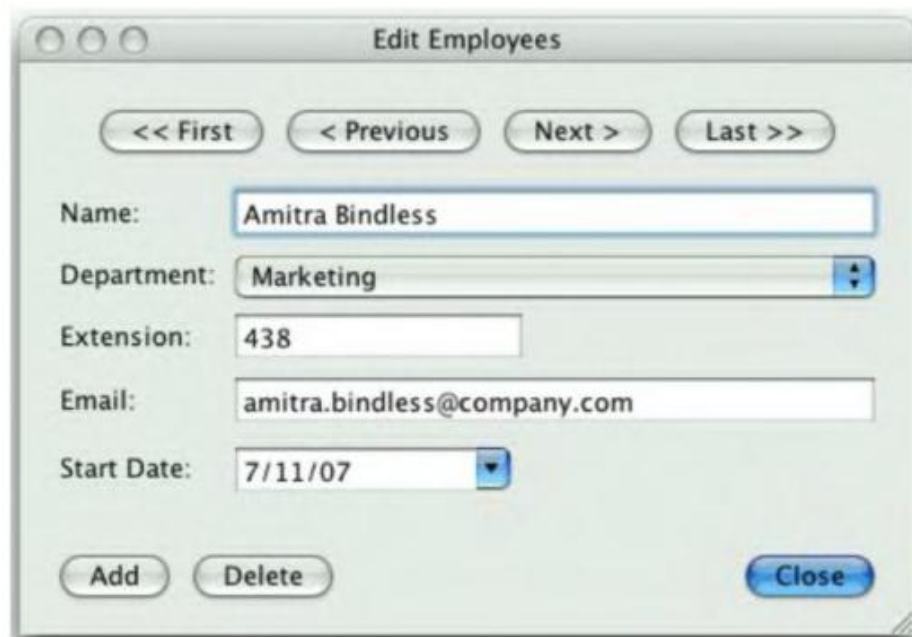 Edit Employees
<< First < Previous Next > Last >>
Name: Amitra Bindless
Department: Marketing
Extension: 438
Email: amitra.bindless@company.com
Start Date: 7/11/07
Add Delete Close